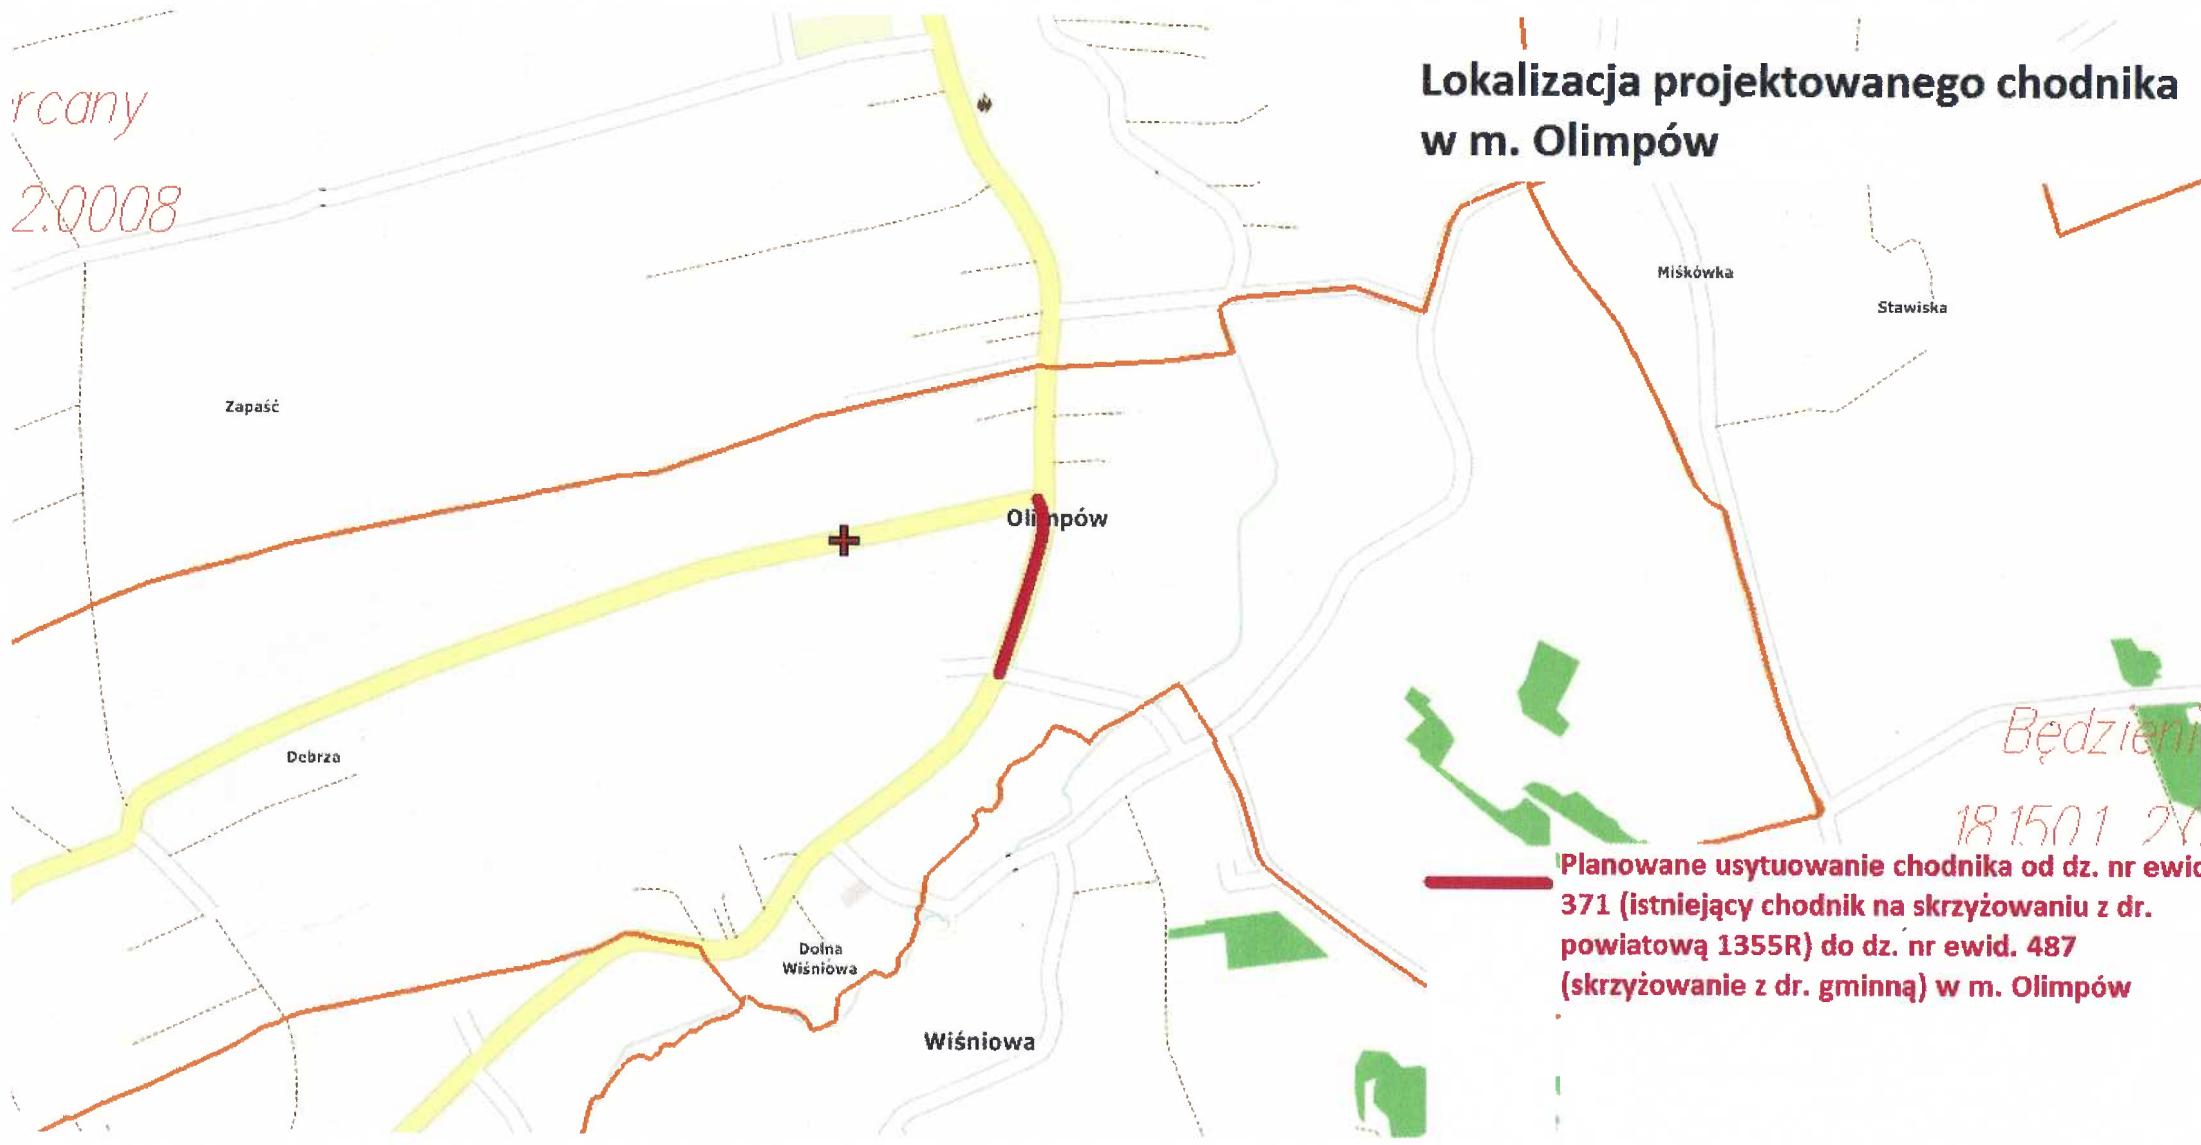 Lokalizacja projektowanego chodnika
w m. Olimpów
rcany
2.0008
Miśkówka
Stawiska
Zapaść
Olimpów
Debrza
Będzieni
181501_2
Planowane usytuowanie chodnika od dz. nr ewid
371 (istniejący chodnik na skrzyżowaniu z dr.
powiatową 1355R) do dz. nr ewid. 487
(skrzyżowanie z dr. gminną) w m. Olimpów
Dolna
Wiśniowa
Wiśniowa